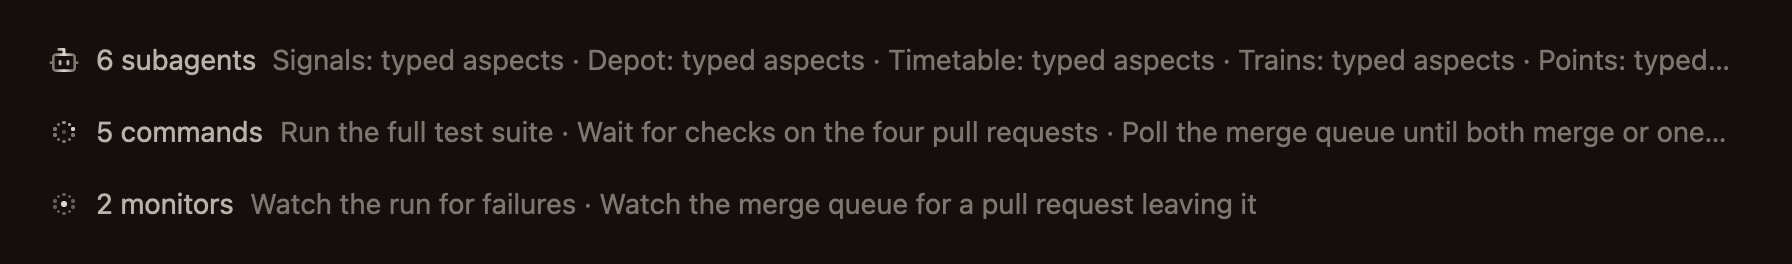 6 subagents Signals: typed aspects · Depot: typed aspects · Timetable: typed aspects · Trains: typed aspects · Points: typed...
5 commands Run the full test suite · Wait for checks on the four pull requests · Poll the merge queue until both merge or one...
2 monitors Watch the run for failures · Watch the merge queue for a pull request leaving it